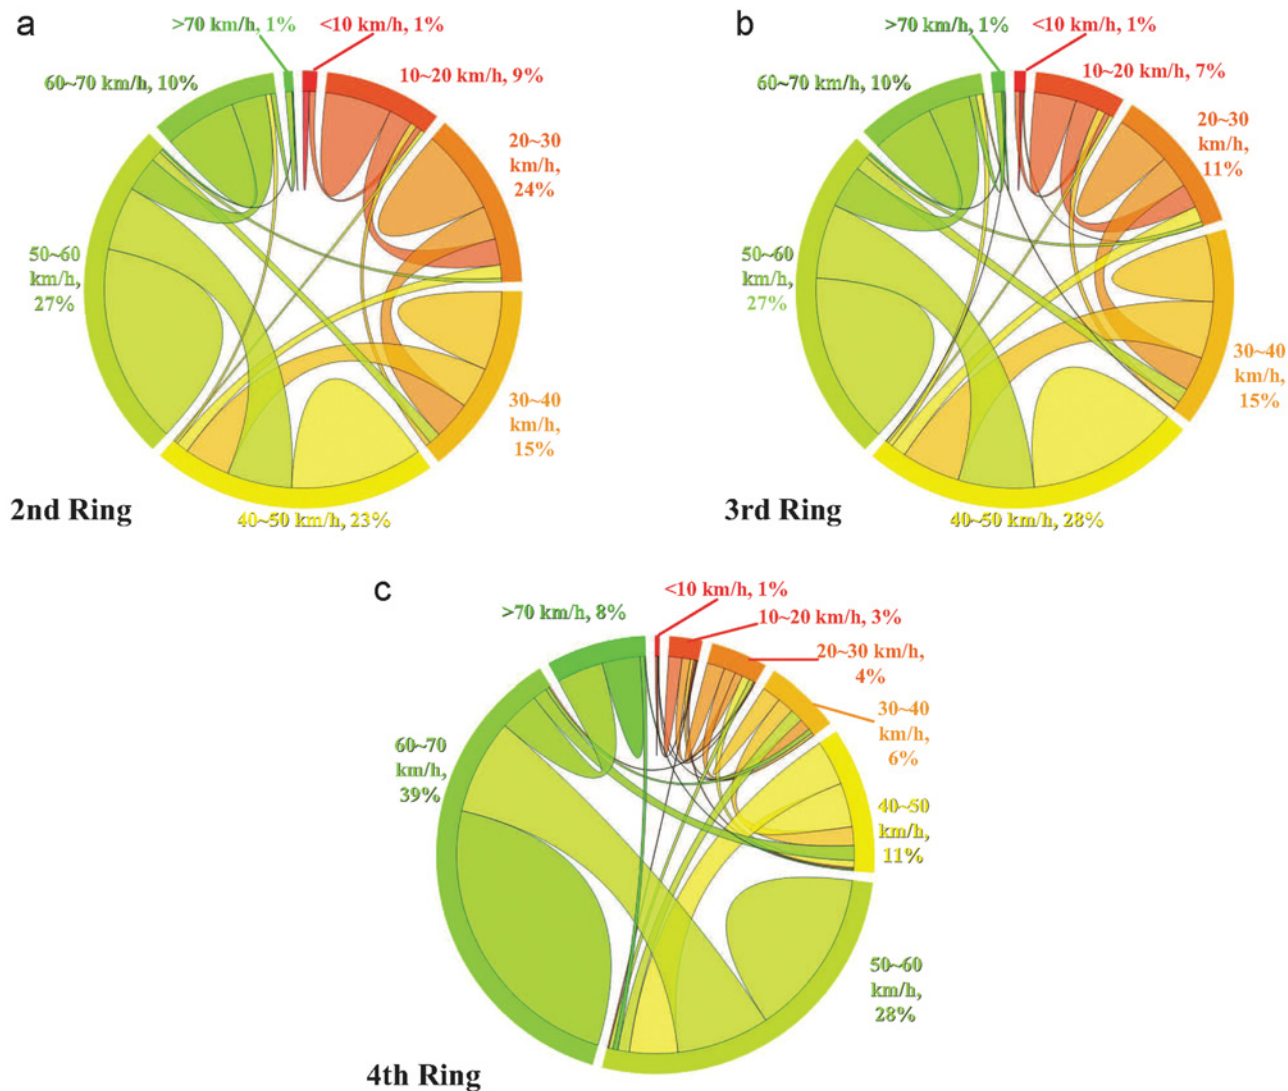 a
>70 km/h, 1%
<10 km/h, 1%
60~70 km/h, 10%
10~20 km/h, 9%
20~30
km/h,
24%
50~60
km/h,
27%
30~40
km/h,
15%
2nd Ring
40~50 km/h, 23%
b
>70 km/h, 1%
<10 km/h, 1%
60~70 km/h, 10%
10~20 km/h, 7%
20~30
km/h,
11%
50~60
km/h,
27%
30~40
km/h,
15%
3rd Ring
40~50 km/h, 28%
c
<10 km/h, 1%
>70 km/h, 8%
10~20 km/h, 3%
20~30 km/h,
4%
30~40
km/h,
6%
60~70
km/h,
39%
40~50
km/h,
11%
50~60
km/h,
28%
4th Ring